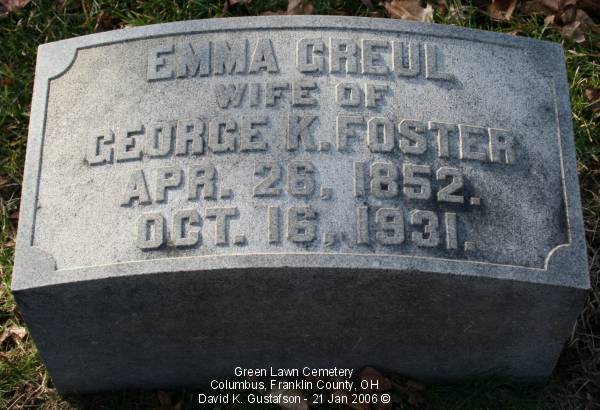 EMMA GREUL
WIFE OF
GEORGE K. FOSTER
APR. 26, 1852.
OCT. 16, 1931.
Green Lawn Cemetery
Columbus, Franklin County, OH
David K. Gustafson - 21 Jan 2006 ©